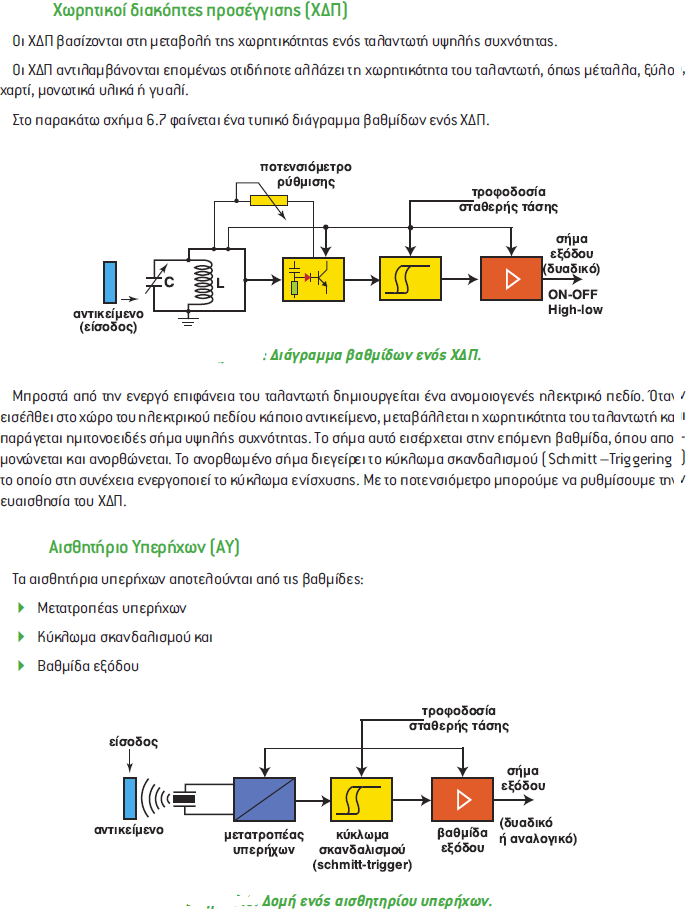 Χωρητικοί διακόπτες προσέγγισης (ΧΔΠ)
Οι ΧΔΠ βασίζονται στη μεταβολή της χωρητικότητας ενός ταλαντωτή υψηλής συχνότητας.
Οι ΧΔΠ αντιλαμβάνονται επομένως οτιδήποτε αλλάζει τη χωρητικότητα του ταλαντωτή, όπως μέταλλα, ξύλο,
χαρτί, μονωτικά υλικά ή γυαλί.
Στο παρακάτω σχήμα 6.7 φαίνεται ένα τυπικό διάγραμμα βαθμίδων ενός ΧΔΠ.
ποτενσιόμετρο
ρύθμισης
τροφοδοσία
σταθερής τάσης
σήμα
εξόδου
(δυαδικό)
C
L
ON-OFF
High-low
αντικείμενο
(είσοδος)
: Διάγραμμα βαθμίδων ενός ΧΔΠ.
Μπροστά από την ενεργό επιφάνεια του ταλαντωτή δημιουργείται ένα ανομοιογενές ηλεκτρικό πεδίο. Όταν
εισέλθει στο χώρο του ηλεκτρικού πεδίου κάποιο αντικείμενο, μεταβάλλεται η χωρητικότητα του ταλαντωτή και
παράγεται ημιτονοειδές σήμα υψηλής συχνότητας. Το σήμα αυτό εισέρχεται στην επόμενη βαθμίδα, όπου απο-
μονώνεται και ανορθώνεται. Το ανορθωμένο σήμα διεγείρει το κύκλωμα σκανδαλισμού (Schmitt –Triggering)
το οποίο στη συνέχεια ενεργοποιεί το κύκλωμα ενίσχυσης. Με το ποτενσιόμετρο μπορούμε να ρυθμίσουμε την
ευαισθησία του ΧΔΠ.
Αισθητήριο Υπερήχων (ΑΥ)
Τα αισθητήρια υπερήχων αποτελούνται από τις βαθμίδες:
Μετατροπέας υπερήχων
Κύκλωμα σκανδαλισμού και
Βαθμίδα εξόδου
τροφοδοσία
σταθερής τάσης
είσοδος
σήμα
εξόδου
αντικείμενο
μετατροπέας
υπερήχων
κύκλωμα
σκανδαλισμού
(schmitt-trigger)
βαθμίδα
εξόδου
(δυαδικό
ή αναλογικό)
Δομή ενός αισθητηρίου υπερήχων.